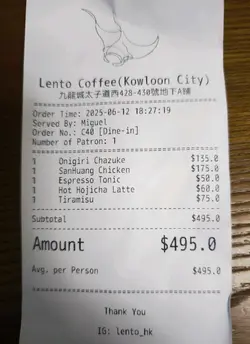 Lento Coffee(Kowloon City)
九龍城太子道西428-430號地下A舖
Order Time: 2025-06-12 18:27:19
Served By: Miguel
Order No.: C40 [Dine-in]
Number of Patron: 1
1 Onigiri Chazuke $135.0
1 SanHuang Chicken $175.0
1 Espresso Tonic $50.0
1 Hot Hojicha Latte $60.0
1 Tiramisu $75.0
Subtotal $495.0
Amount $495.0
Avg. per Person $495.0
Thank You
IG: lento_hk